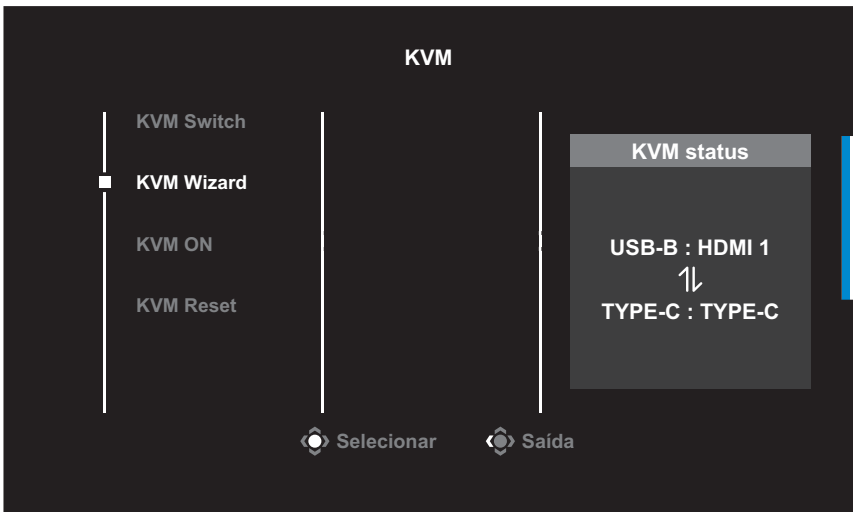 KVM
KVM Switch
KVM Wizard
KVM ON
KVM Reset
KVM status
USB-B : HDMI 1
TYPE-C : TYPE-C
Selecionar
Saída